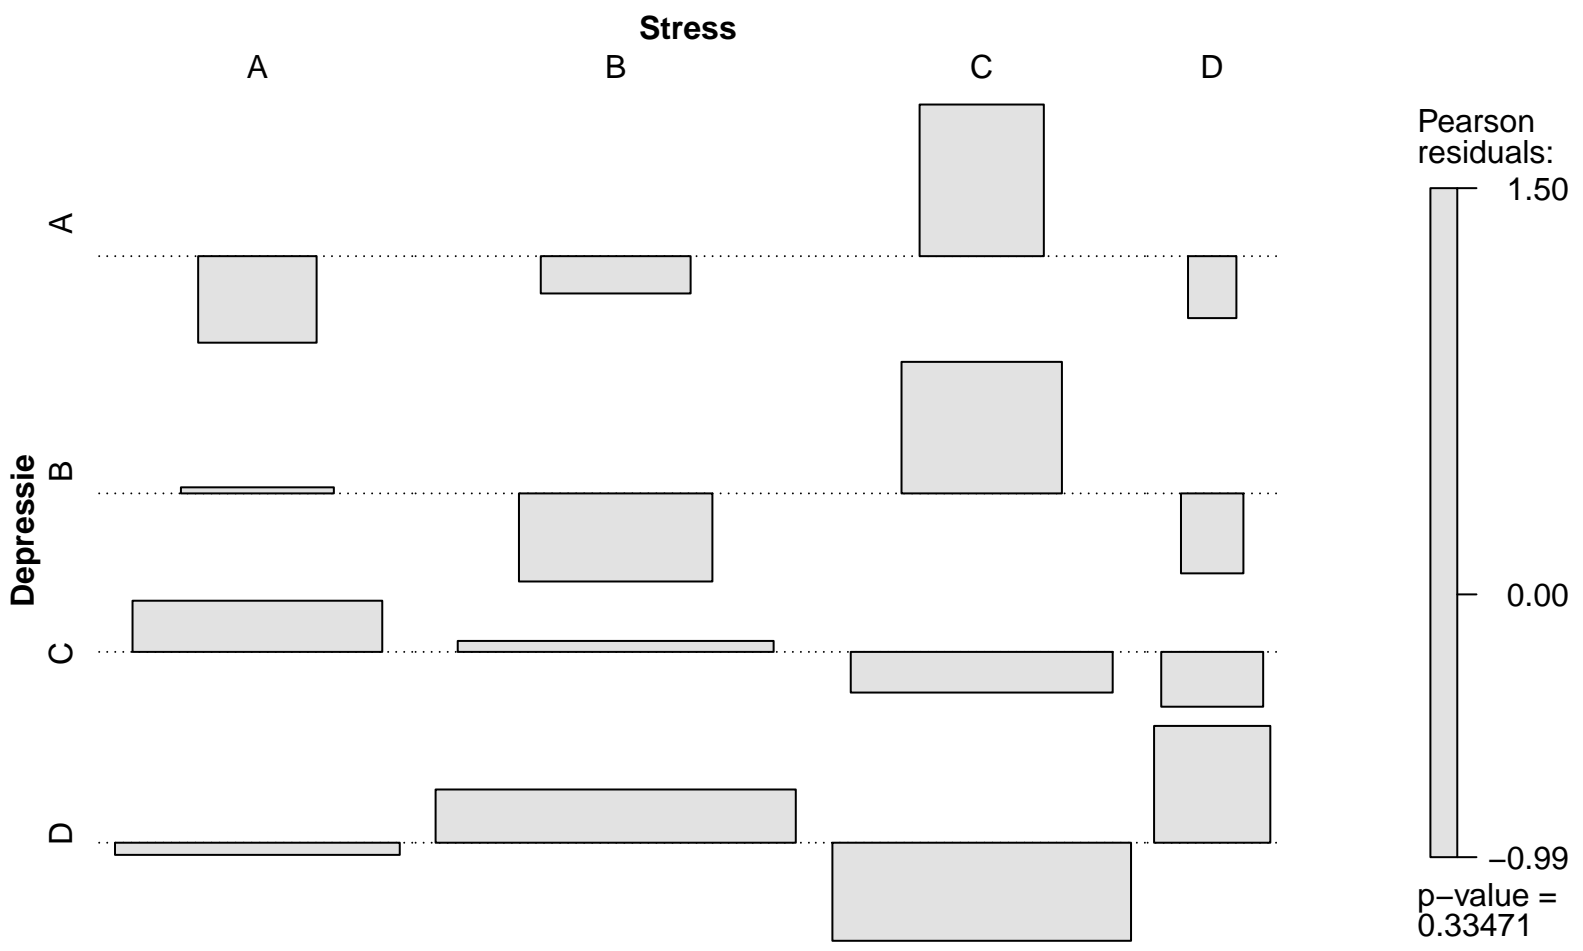 Stress
A B C D
Depressie
A
B
C
D
Pearson
residuals:
1.50
0.00
−0.99
p−value =
0.33471